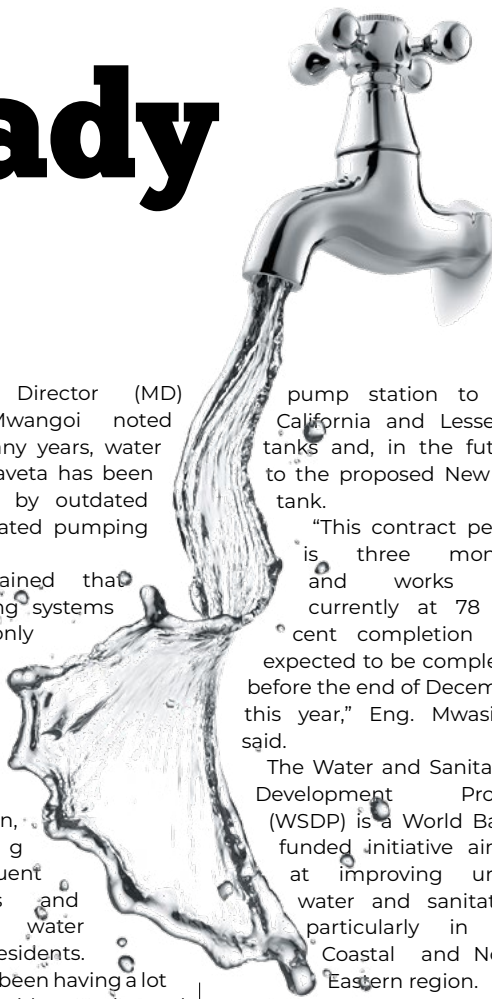 ady
Director (MD)
Mwangoi noted
any years, water
aveta has been
by outdated
ated pumping
ained that
ng systems
only
n,
g
uent
s and
water
esidents.
been having a lot
pump station to
California and Lesse
tanks and, in the fut
to the proposed New
tank.
“This contract pe
is three mon
and works
currently at 78
cent completion
expected to be comple
before the end of Decem
this year,” Eng. Mwasi
said.
The Water and Sanita
Development Pro
(WSDP) is a World Ba
funded initiative aim
at improving ur
water and sanitat
particularly in
Coastal and No
Eastern region.